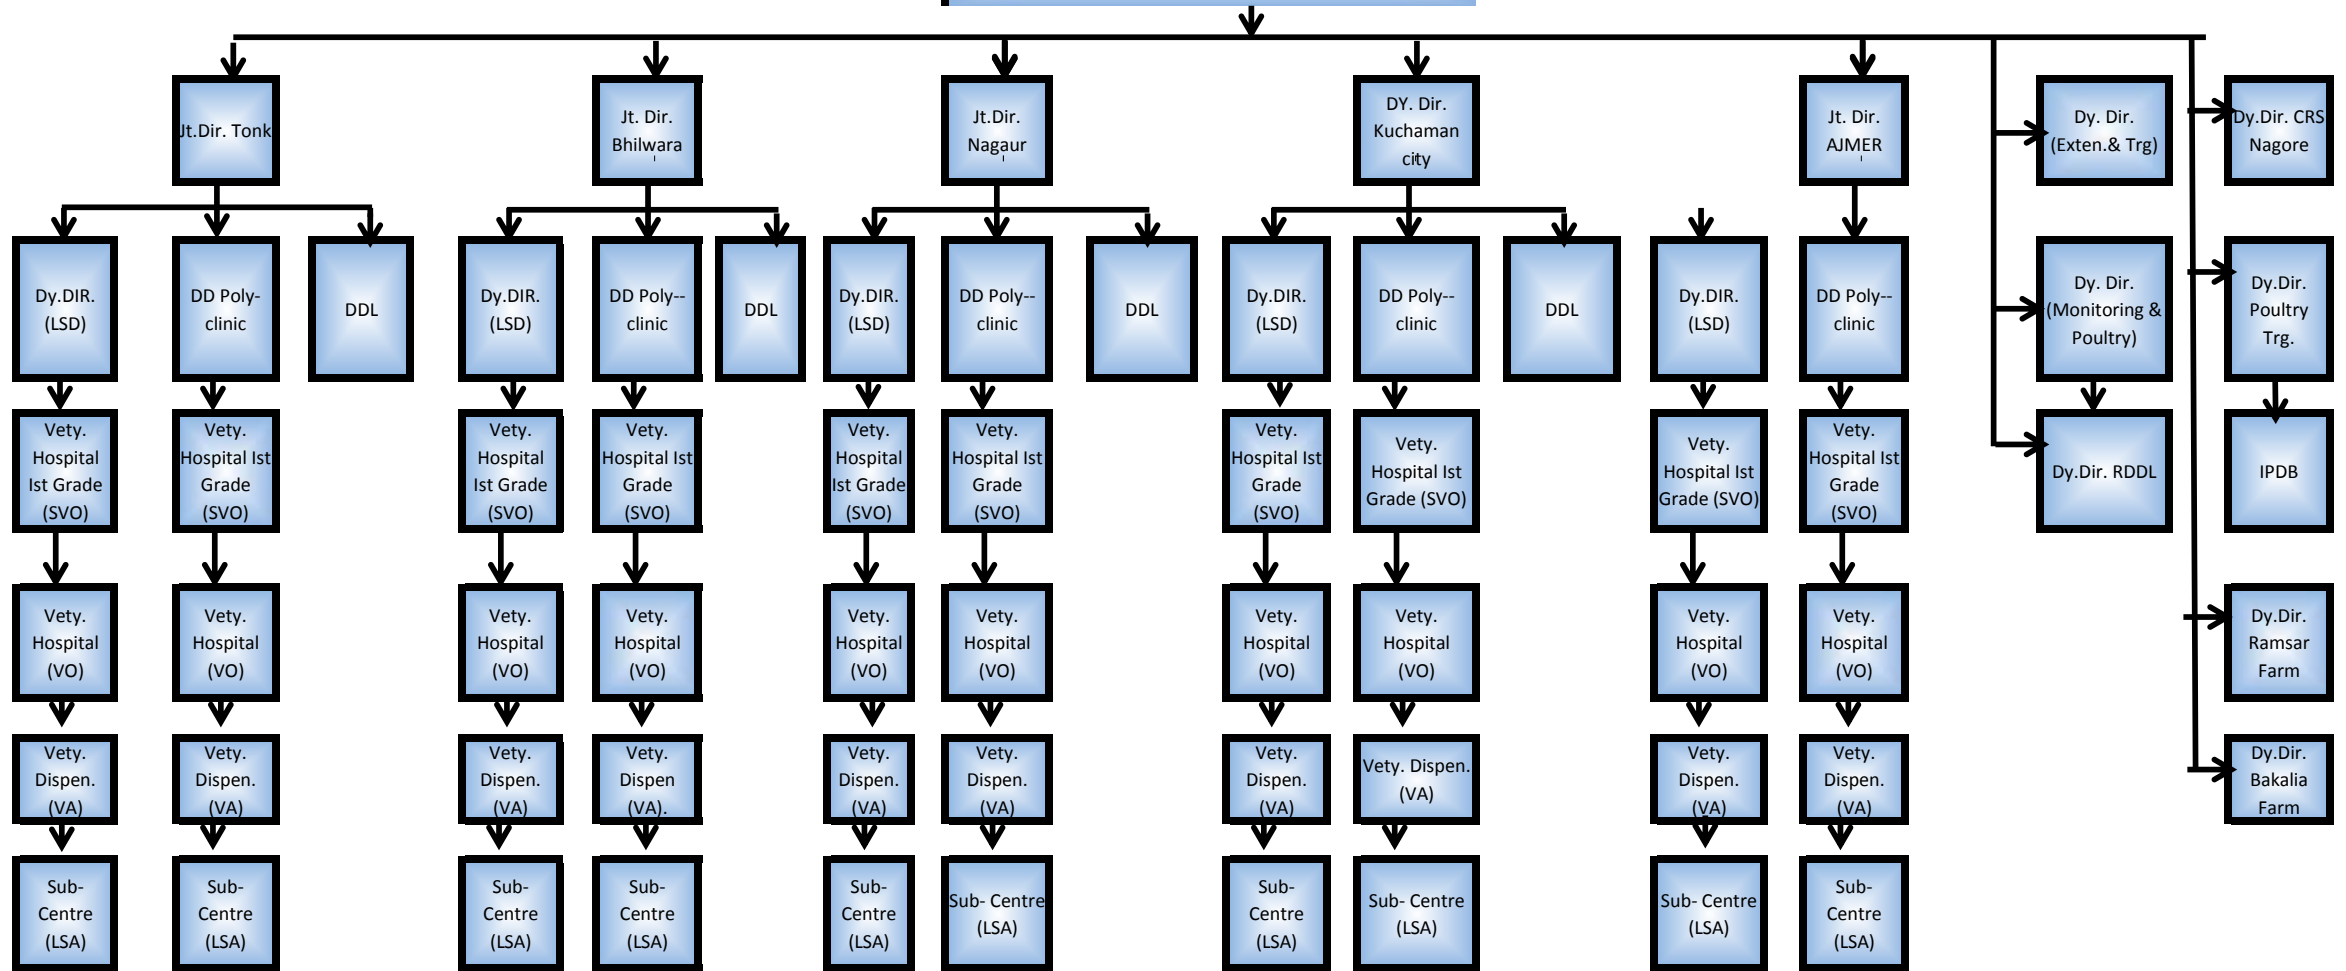 Jt.Dir. Tonk
Jt. Dir.
Bhilwara
Jt.Dir.
Nagaur
DY. Dir.
Kuchaman
city
Jt. Dir.
AJMER
Dy. Dir.
(Exten.& Trg)
Dy.Dir. CRS
Nagore
Dy.DIR.
(LSD)
DD Poly-
clinic
DDL
Dy.DIR.
(LSD)
DD Poly--
clinic
DDL
Dy.DIR.
(LSD)
DD Poly--
clinic
DDL
Dy.DIR.
(LSD)
DD Poly--
clinic
DDL
Dy.DIR.
(LSD)
DD Poly--
clinic
Dy. Dir.
(Monitoring &
Poultry)
Dy.Dir.
Poultry
Trg.
Vety.
Hospital
Ist Grade
(SVO)
Vety.
Hospital Ist
Grade
(SVO)
Vety.
Hospital
Ist Grade
(SVO)
Vety.
Hospital Ist
Grade
(SVO)
Vety.
Hospital
Ist Grade
(SVO)
Vety.
Hospital Ist
Grade
(SVO)
Vety.
Hospital Ist
Grade
(SVO)
Vety.
Hospital Ist
Grade (SVO)
Vety.
Hospital Ist
Grade (SVO)
Vety.
Hospital Ist
Grade
(SVO)
Dy.Dir. RDDL
IPDB
Vety.
Hospital
(VO)
Vety.
Hospital
(VO)
Vety.
Hospital
(VO)
Vety.
Hospital
(VO)
Vety.
Hospital
(VO)
Vety.
Hospital
(VO)
Vety.
Hospital
(VO)
Vety.
Hospital
(VO)
Vety.
Hospital
(VO)
Vety.
Hospital
(VO)
Dy.Dir.
Ramsar
Farm
Vety.
Dispen.
(VA)
Vety.
Dispen.
(VA)
Vety.
Dispen.
(VA)
Vety.
Dispen
(VA).
Vety.
Dispen.
(VA)
Vety.
Dispen.
(VA)
Vety.
Dispen.
(VA)
Vety. Dispen.
(VA)
Vety.
Dispen.
(VA)
Vety.
Dispen.
(VA)
Dy.Dir.
Bakalia
Farm
Sub-
Centre
(LSA)
Sub-
Centre
(LSA)
Sub-
Centre
(LSA)
Sub-
Centre
(LSA)
Sub-
Centre
(LSA)
Sub- Centre
(LSA)
Sub-
Centre
(LSA)
Sub- Centre
(LSA)
Sub- Centre
(LSA)
Sub-
Centre
(LSA)